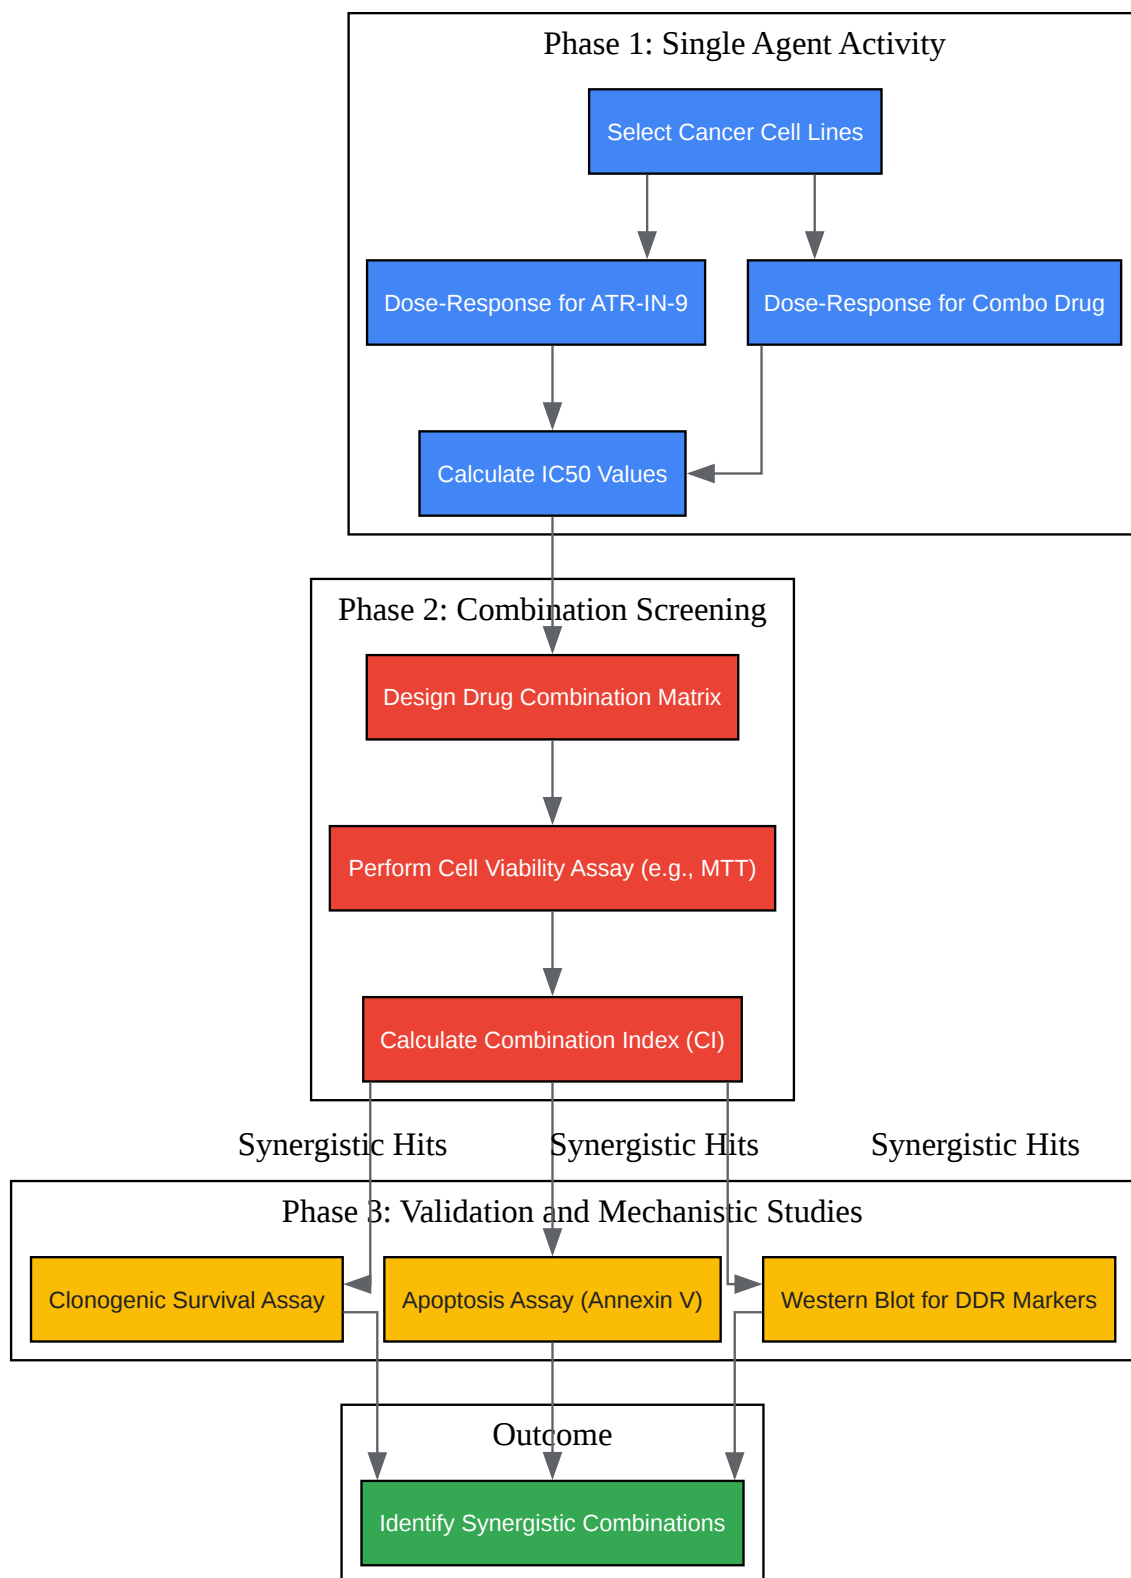 Phase 1: Single Agent Activity
Select Cancer Cell Lines
Dose-Response for ATR-IN-9
Dose-Response for Combo Drug
Calculate IC50 Values
Phase 2: Combination Screening
Design Drug Combination Matrix
Perform Cell Viability Assay (e.g., MTT)
Calculate Combination Index (CI)
Synergistic Hits
Synergistic Hits
Synergistic Hits
Phase 3: Validation and Mechanistic Studies
Clonogenic Survival Assay
Apoptosis Assay (Annexin V)
Western Blot for DDR Markers
Outcome
Identify Synergistic Combinations